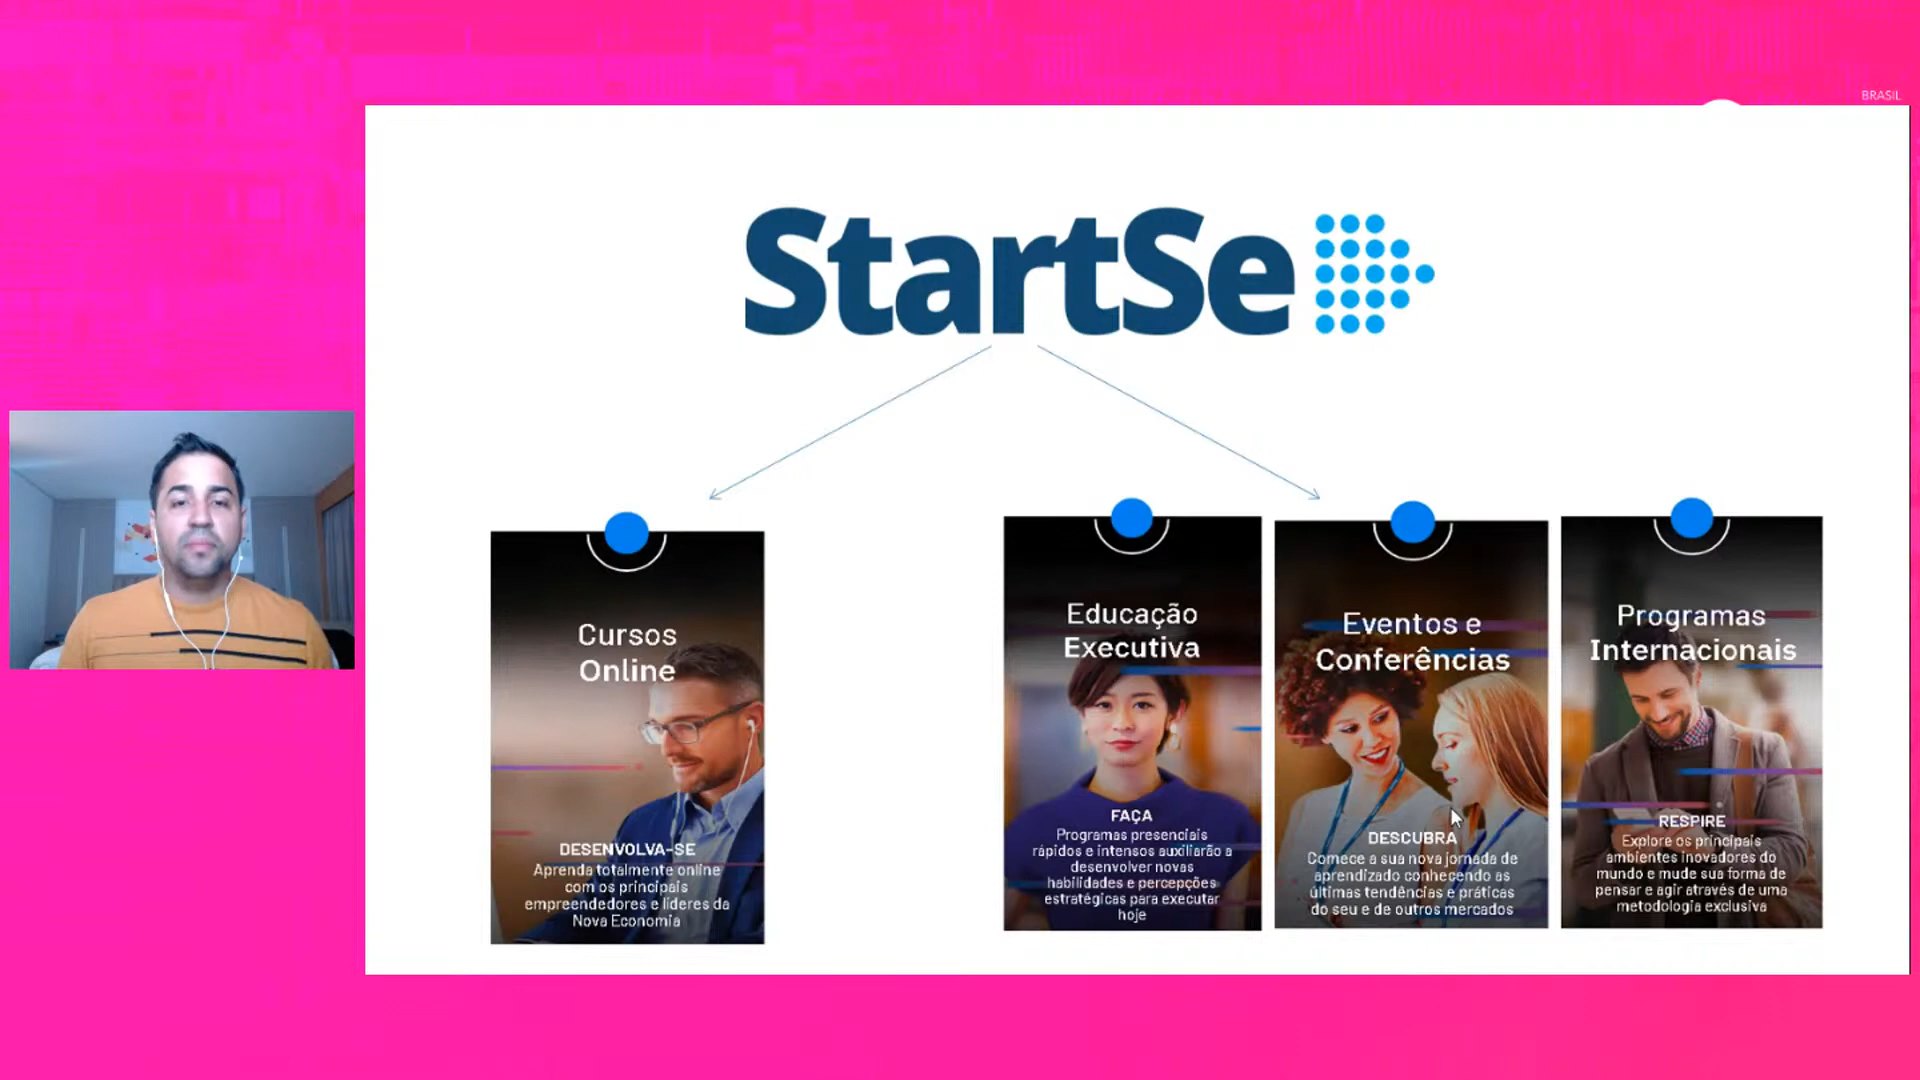 BRASIL
StartSe
Cursos
Online
DESENVOLVA-SE
Aprenda totalmente online
com os principais
empreendedores e líderes da
Nova Economia
Educação
Executiva
FAÇA
Programas presenciais
rápidos e intensos auxiliarão a
desenvolver novas
habilidades e percepções
estratégicas para executar
hoje
Eventos e
Conferências
DESCUBRA
Comece a sua nova jornada de
aprendizado conhecendo as
últimas tendências e práticas
do seu e de outros mercados
Programas
Internacionais
RESPIRE
Explore os principais
ambientes inovadores do
mundo e mude sua forma de
pensar e agir através de uma
metodologia exclusiva